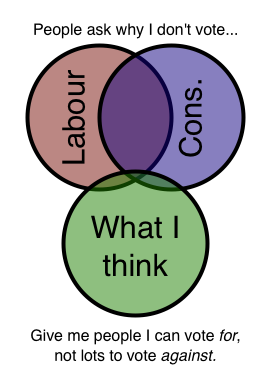 People ask why I don't vote...
Labour
Cons.
What I
think
Give me people I can vote for,
not lots to vote against.